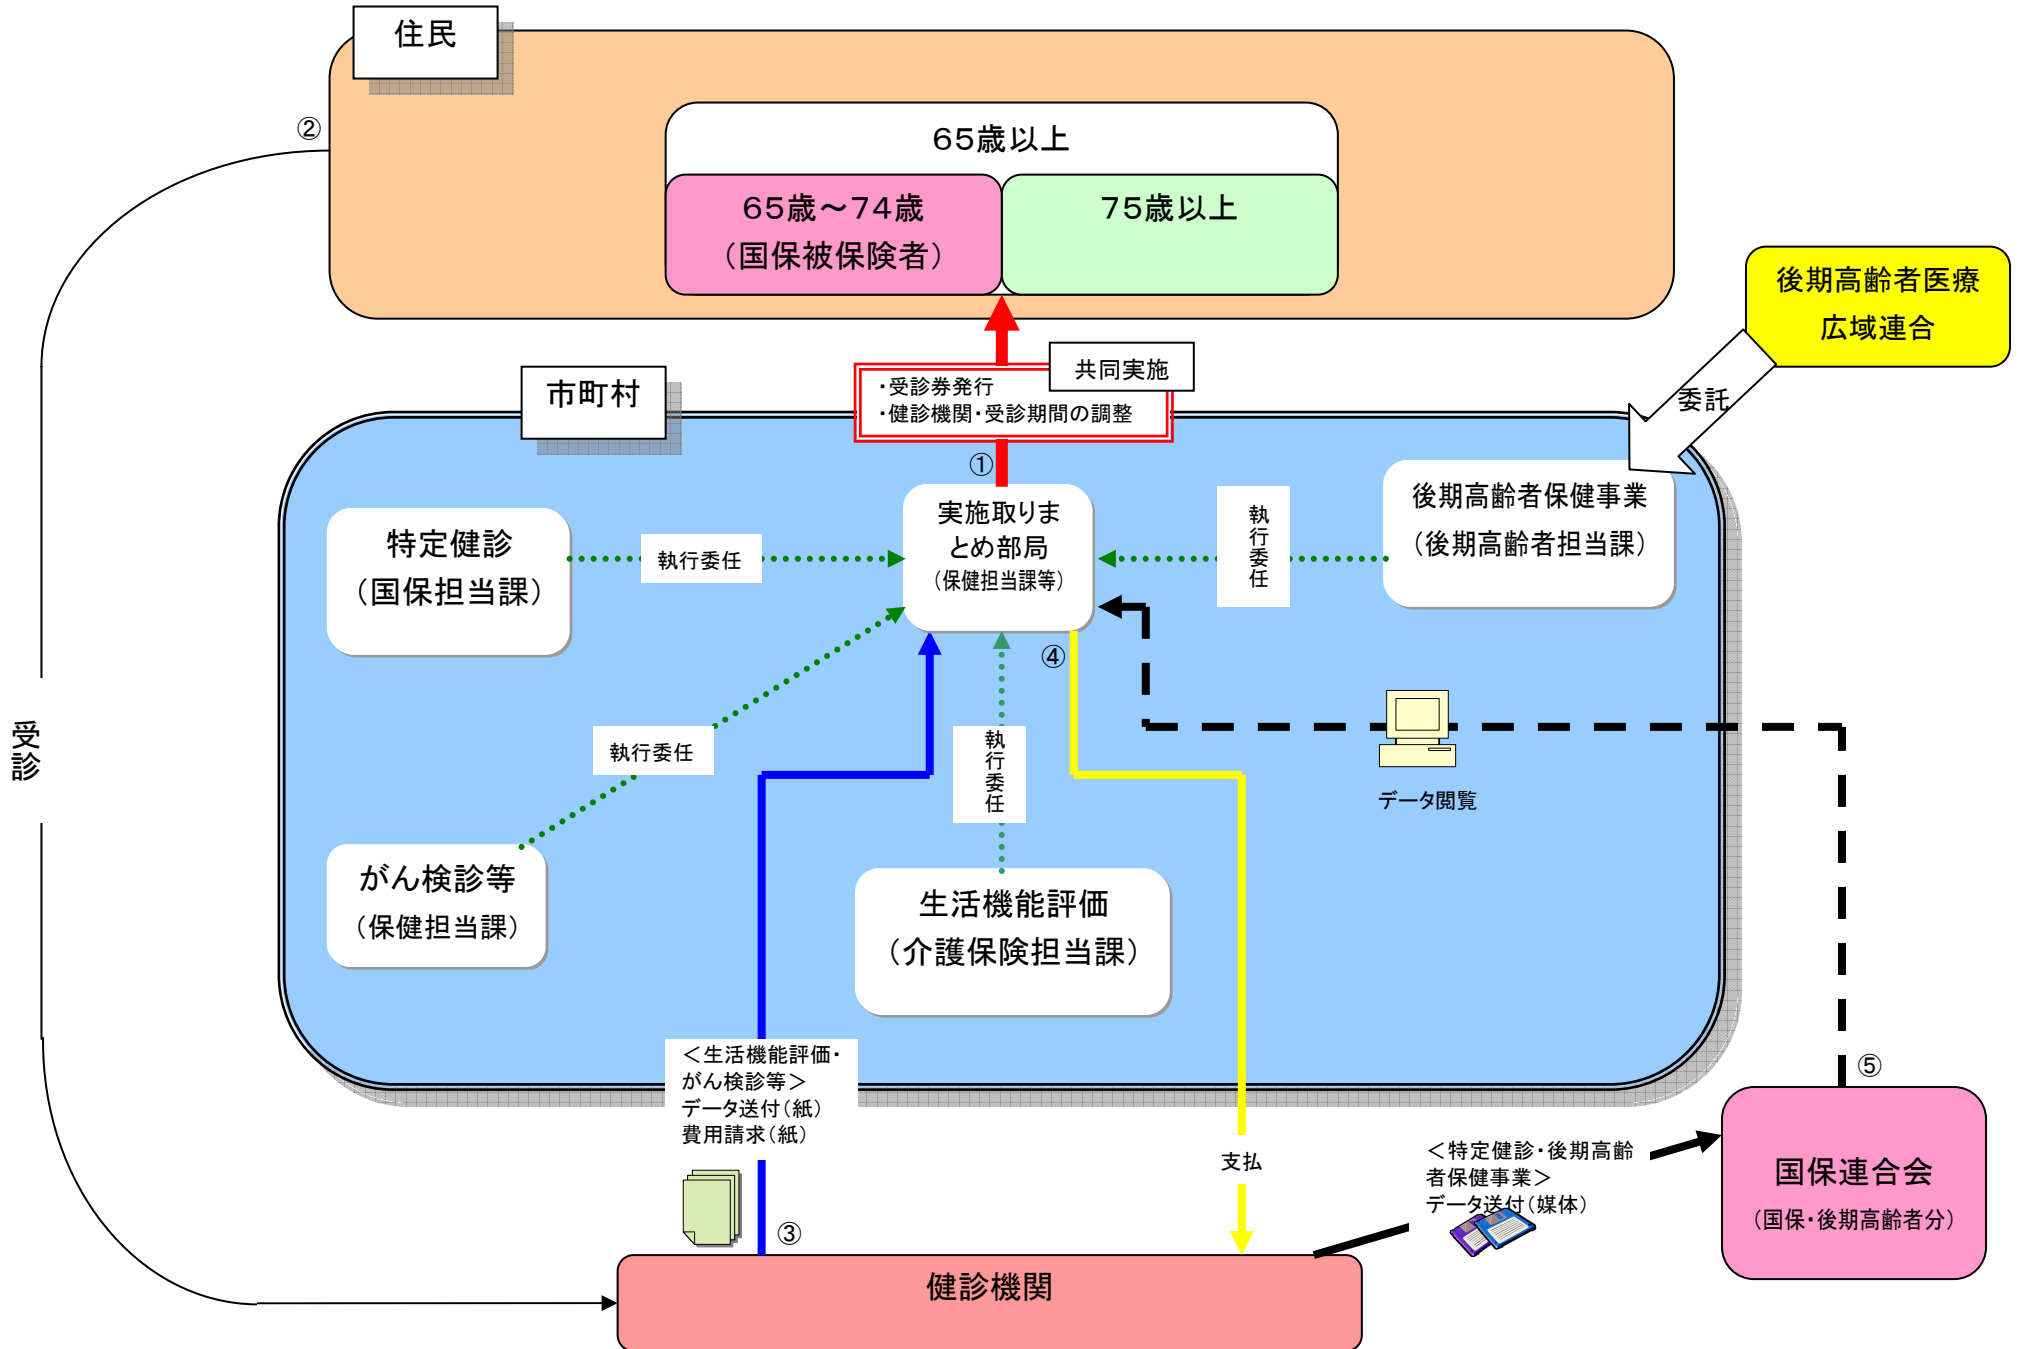 住民
②
65歳以上
65歳～74歳
（国保被保険者）
75歳以上
後期高齢者医療
広域連合
委託
共同実施
・受診券発行
・健診機関・受診期間の調整
市町村
①
実施取りま
とめ部局
（保健担当課等）
特定健診
（国保担当課）
執行委任
執行委任
後期高齢者保健事業
（後期高齢者担当課）
④
受診
執行委任
執行委任
データ閲覧
がん検診等
（保健担当課）
生活機能評価
（介護保険担当課）
＜生活機能評価・
がん検診等＞
データ送付（紙）
費用請求（紙）
③
支払
＜特定健診・後期高齢
者保健事業＞
データ送付（媒体）
⑤
国保連合会
（国保・後期高齢者分）
健診機関